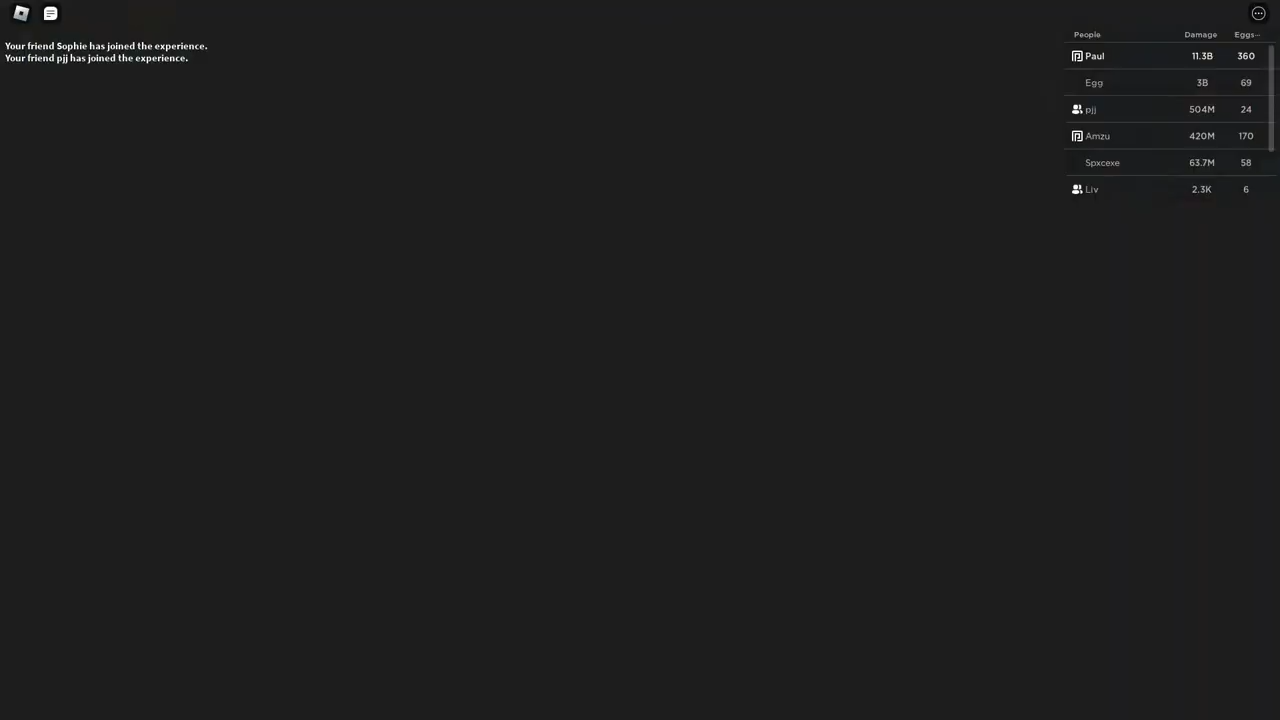 Your friend Sophie has joined the experience.
Your friend pjj has joined the experience.
People Damage Eggs...
Paul 11.3B 360
Egg 3B 69
pjj 504M 24
Amzu 420M 170
Spxcexe 63.7M 58
Liv 2.3K 6